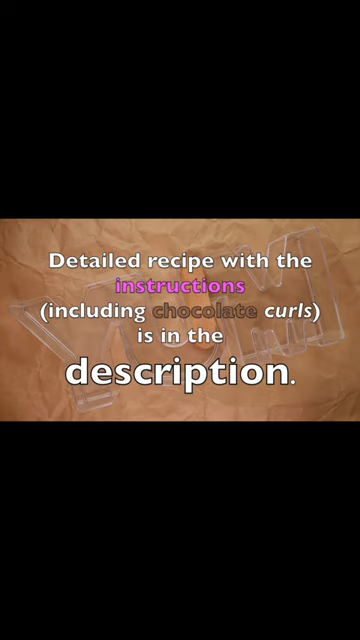 Detailed recipe with the
instructions
(including chocolate curls)
is in the
description.